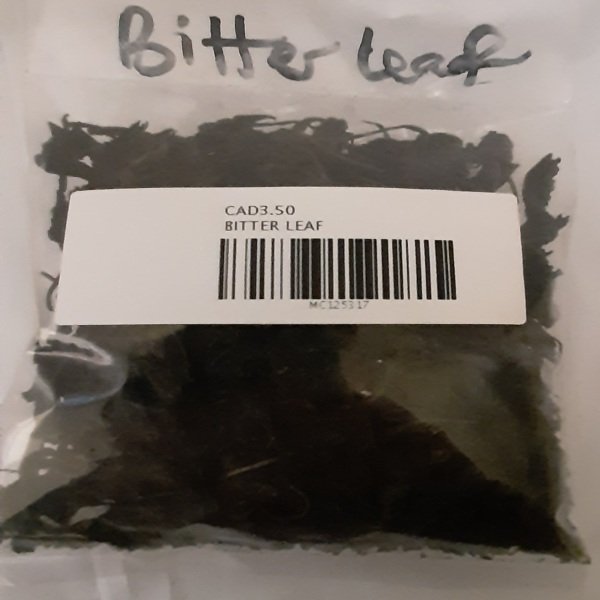 Bitter leaf
CAD3.50
BITTER LEAF
MC125317